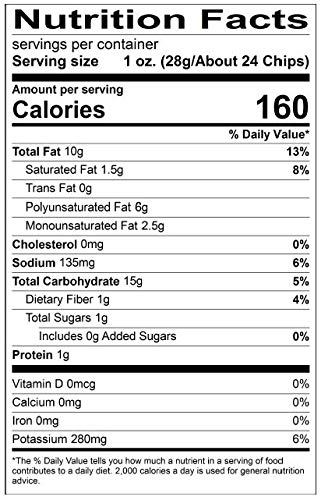 Nutrition Facts
servings per container
Serving size 1 oz. (28g/About 24 Chips)
Amount per serving
Calories 160
% Daily Value*
Total Fat 10g 13%
Saturated Fat 1.5g 8%
Trans Fat 0g
Polyunsaturated Fat 6g
Monounsaturated Fat 2.5g
Cholesterol 0mg 0%
Sodium 135mg 6%
Total Carbohydrate 15g 5%
Dietary Fiber 1g 4%
Total Sugars 1g
Includes 0g Added Sugars 0%
Protein 1g
Vitamin D 0mcg 0%
Calcium 0mg 0%
Iron 0mg 0%
Potassium 280mg 6%
*The % Daily Value tells you how much a nutrient in a serving of food
contributes to a daily diet. 2,000 calories a day is used for general nutrition
advice.